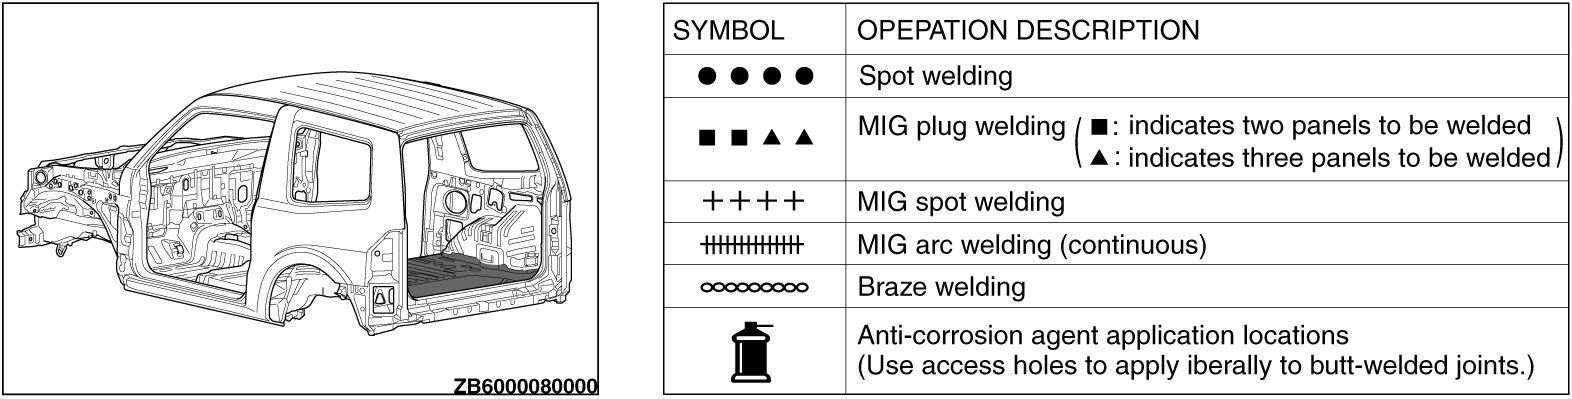 ZB6000080000
SYMBOL OPEPATION DESCRIPTION
Spot welding
MIG plug welding ( ■ : indicates two panels to be welded
▲ : indicates three panels to be welded )
MIG spot welding
MIG arc welding (continuous)
Braze welding
Anti-corrosion agent application locations
(Use access holes to apply iberally to butt-welded joints.)